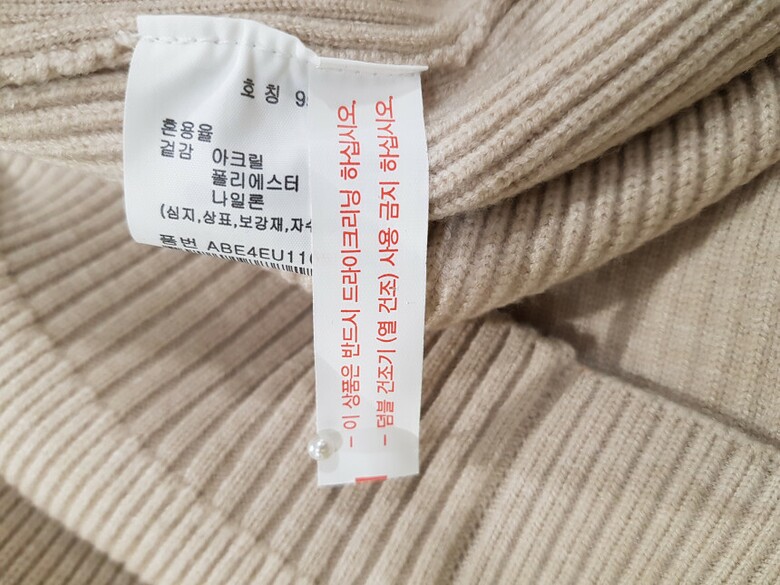 호 칭 9
혼용율
겉감 아크릴
폴리에스터
나일론
(심지,상표,보강재,자수
품번 ABE4EU11
- 이 상품은 반드시 드라이크리닝 하십시오.
- 덤블 건조기 (열 건조) 사용 금지 하십시오.